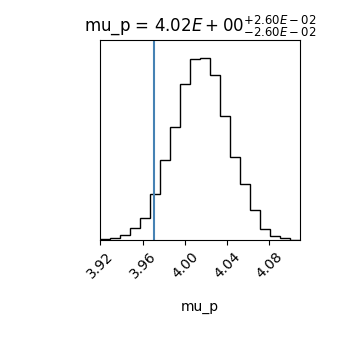 mu_p = 4.02E + 00 +2.60E − 02 −2.60E − 02
3.92 3.96 4.00 4.04 4.08
mu_p